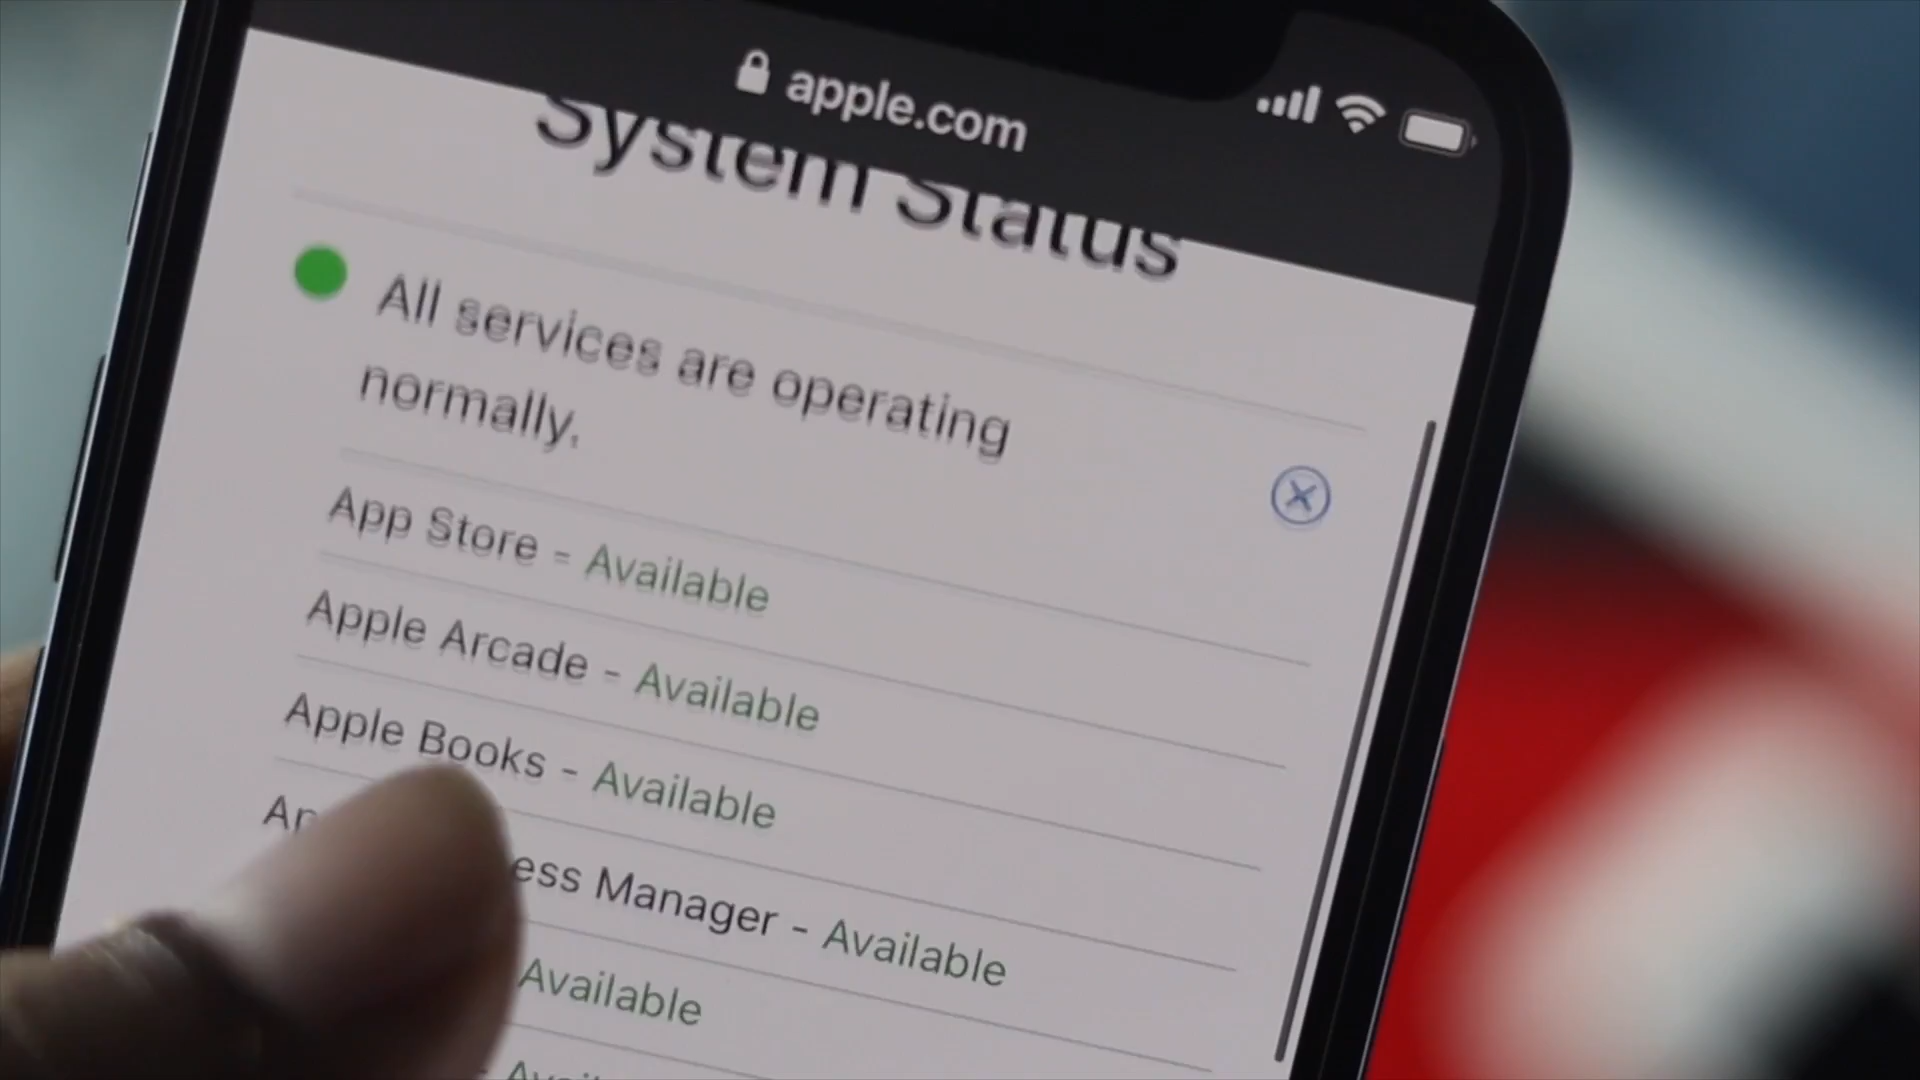 apple.com
System Status
All services are operating
normally.
App Store - Available
Apple Arcade - Available
Apple Books - Available
Manager - Available
Available